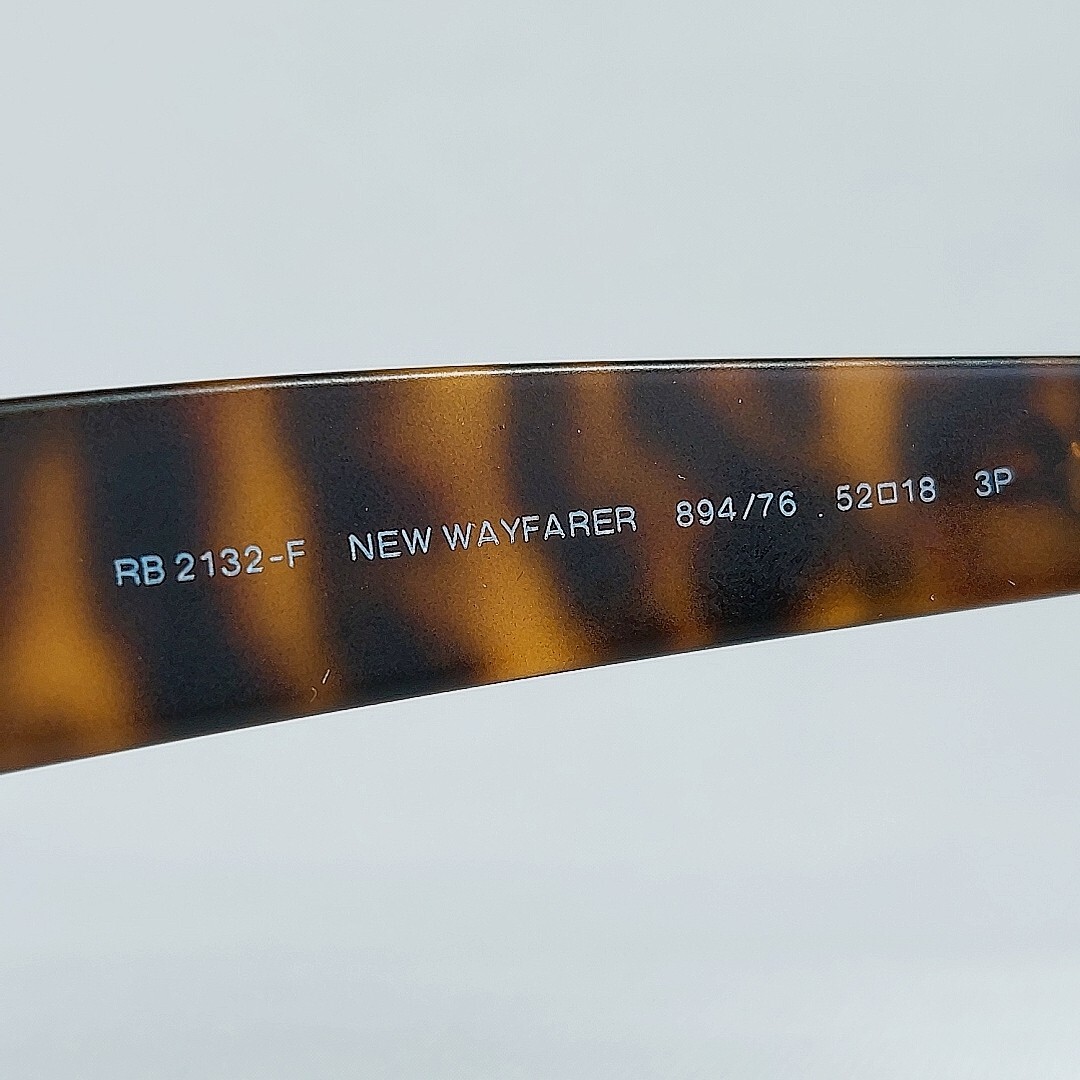 RB 2132-F NEW WAYFARER 894/76 . 52□18 3P